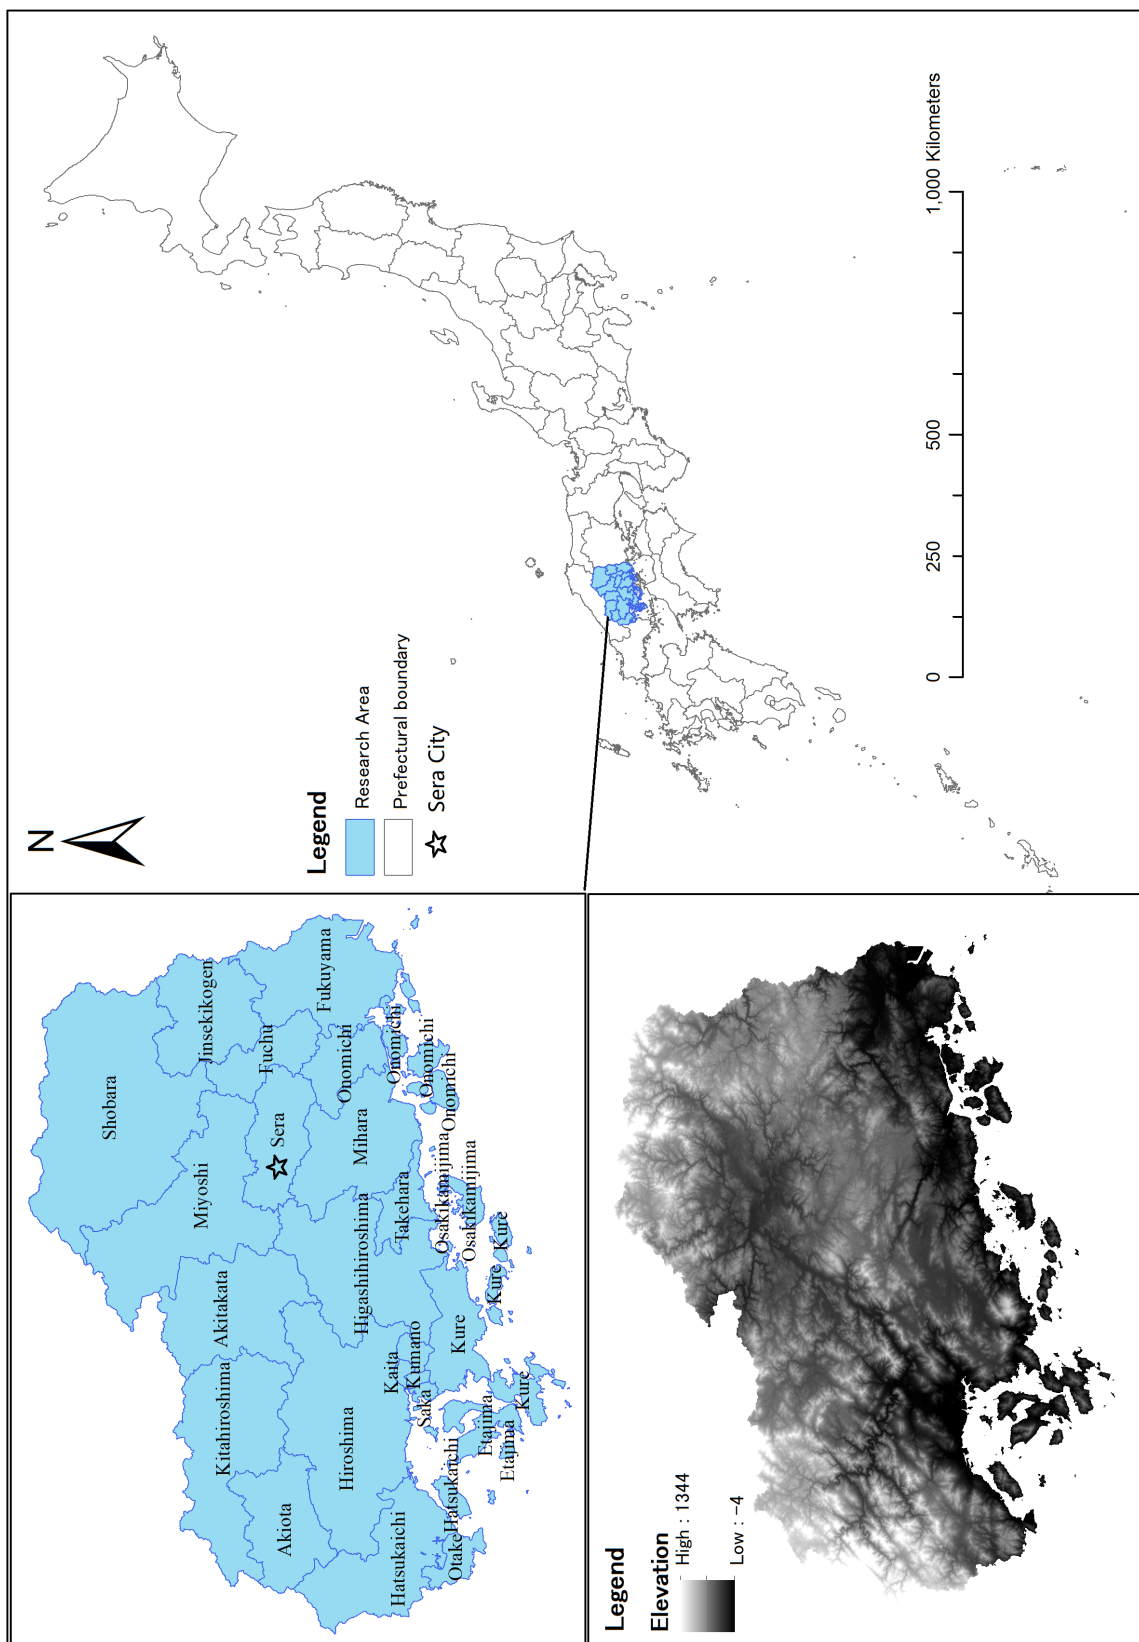 N
Legend
Research Area
Prefectural boundary
Sera City
0
250
500
1,000 Kilometers
Shobara
Jinsekikogen
Miyoshi
Fuchu
Fukuyama
Sera
Akitakata
Kitahiroshima
Onomichi
Mihara
Onomichi
Onomichi
Onomichi
Higashihiroshima
Takehara
Osakikamijima
Osakikamijima
Akiota
Hiroshima
Kaita
Kumano
Saka
Kure
Kure
Kure
Kure
Hatsukaichi
Hatsukaichi
Otake
Etajima
Etajima
Legend
Elevation
High : 1344
Low : -4